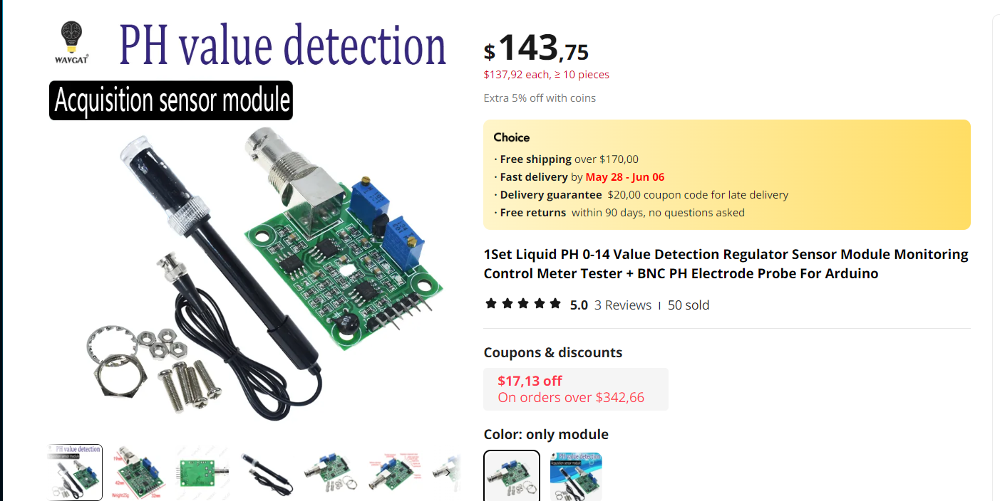 WAVGAT
PH value detection
Acquisition sensor module
$143,75
$137,92 each, ≥ 10 pieces
Extra 5% off with coins
Choice
· Free shipping over $170,00
· Fast delivery by May 28 - Jun 06
· Delivery guarantee $20,00 coupon code for late delivery
· Free returns within 90 days, no questions asked
1Set Liquid PH 0-14 Value Detection Regulator Sensor Module Monitoring
Control Meter Tester + BNC PH Electrode Probe For Arduino
5.0 3 Reviews | 50 sold
Coupons & discounts
$17,13 off
On orders over $342,66
Color: only module
103
PH value detection
Acquisition sensor module
19mm
42mm
Weight:25g
32mm
PH value detection
Acquisition sensor module